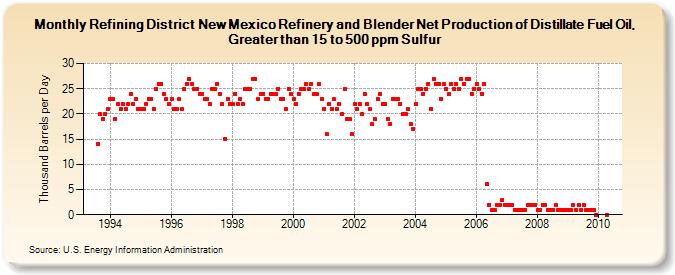 Monthly Refining District New Mexico Refinery and Blender Net Production of Distillate Fuel Oil,
Greater than 15 to 500 ppm Sulfur
Thousand Barrels per Day
30
25
20
15
10
5
0
1994 1996 1998 2000 2002 2004 2006 2008 2010
Source: U.S. Energy Information Administration